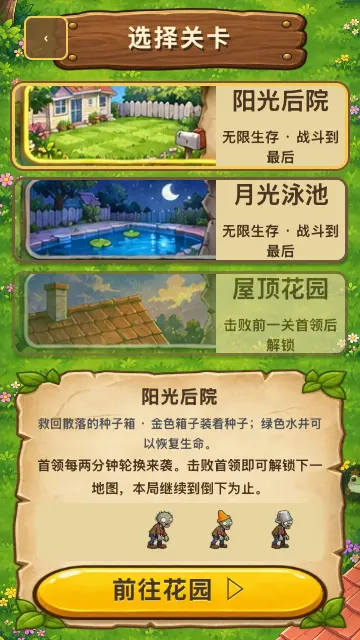 ‹
选择关卡
阳光后院
无限生存 · 战斗到
最后
月光泳池
无限生存 · 战斗到
最后
屋顶花园
击败前一关首领后
解锁
阳光后院
救回散落的种子箱 · 金色箱子装着种子；绿色水井可
以恢复生命。
首领每两分钟轮换来袭。击败首领即可解锁下一
地图，本局继续到倒下为止。
前往花园 ▷